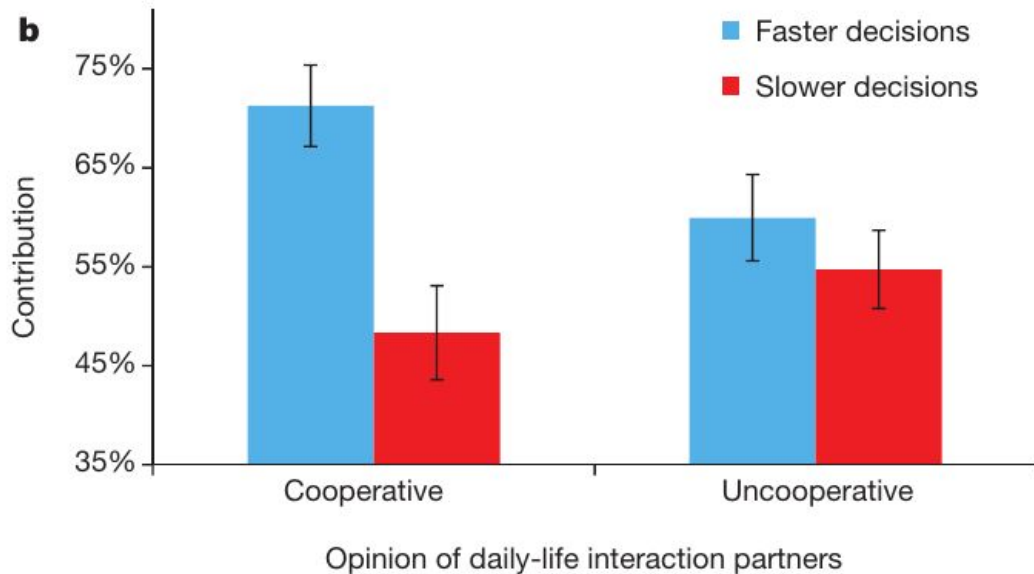 b
Faster decisions
Slower decisions
75%
65%
55%
45%
35%
Contribution
Cooperative
Uncooperative
Opinion of daily-life interaction partners